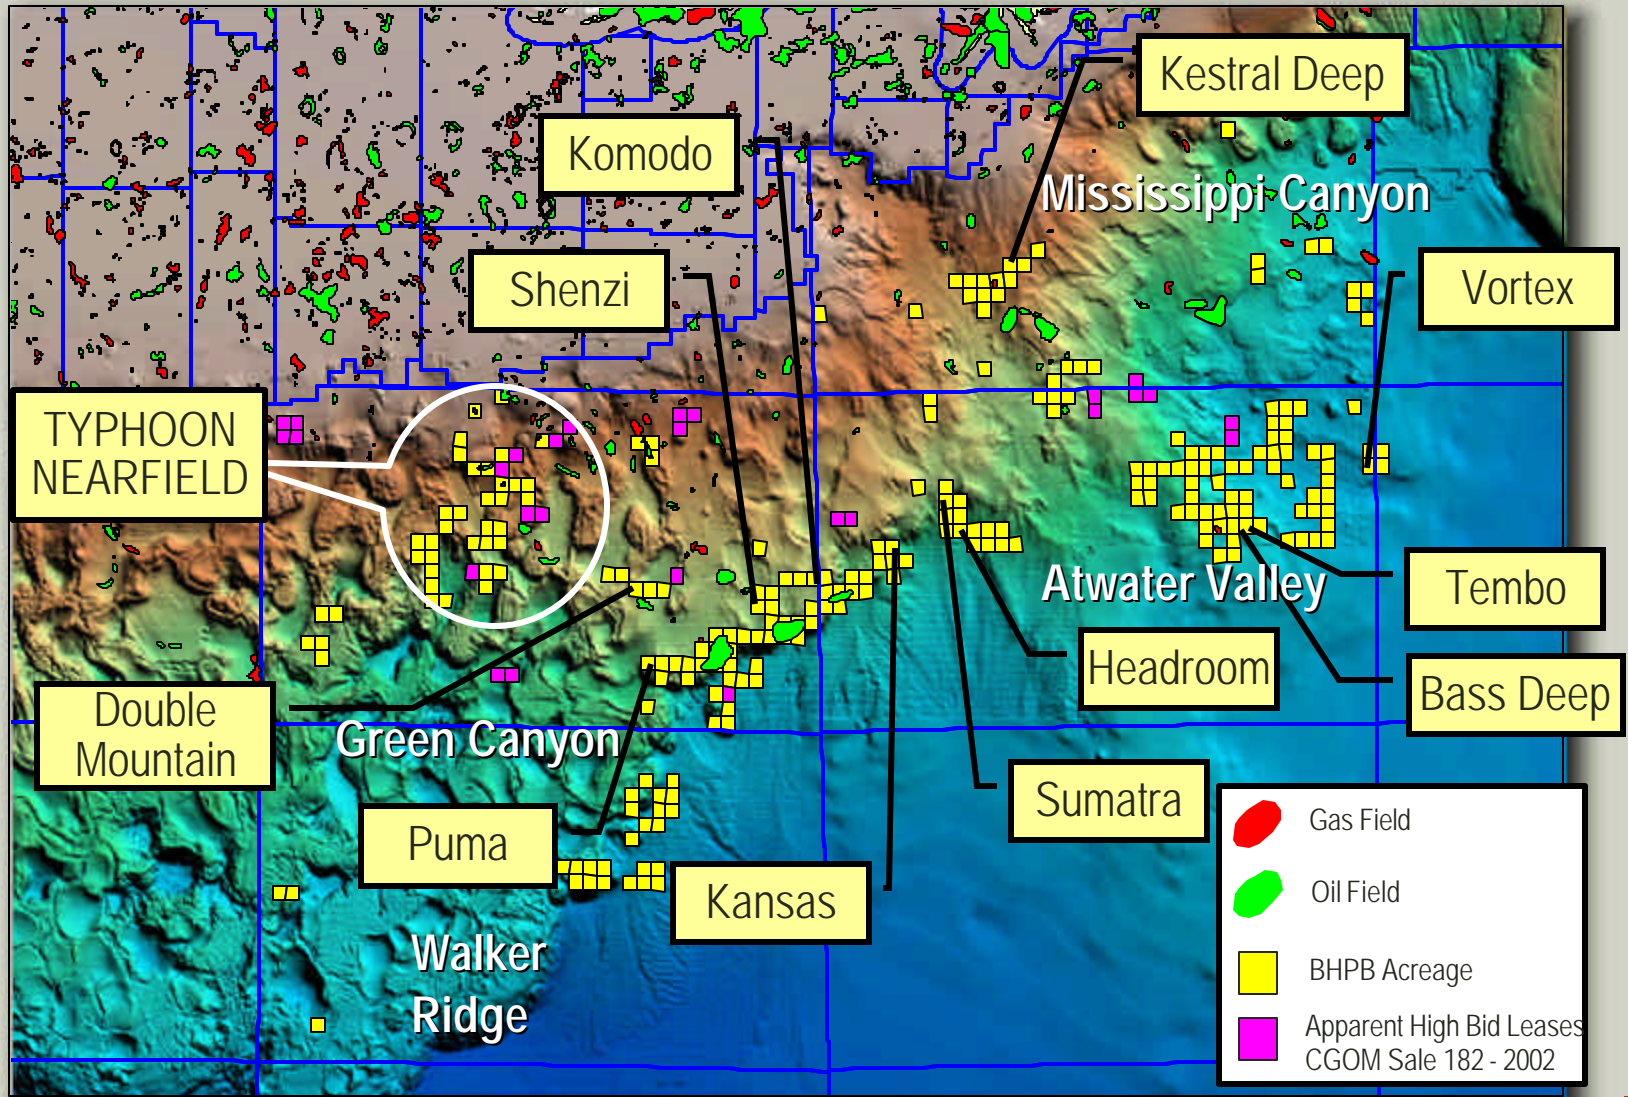 Kestral Deep
Komodo
Mississippi Canyon
Shenzi
Vortex
TYPHOON
NEARFIELD
Atwater Valley
Tembo
Headroom
Bass Deep
Double
Mountain
Green Canyon
Sumatra
Puma
Kansas
Walker
Ridge
Gas Field
Oil Field
BHPB Acreage
Apparent High Bid Leases
CGOM Sale 182 - 2002